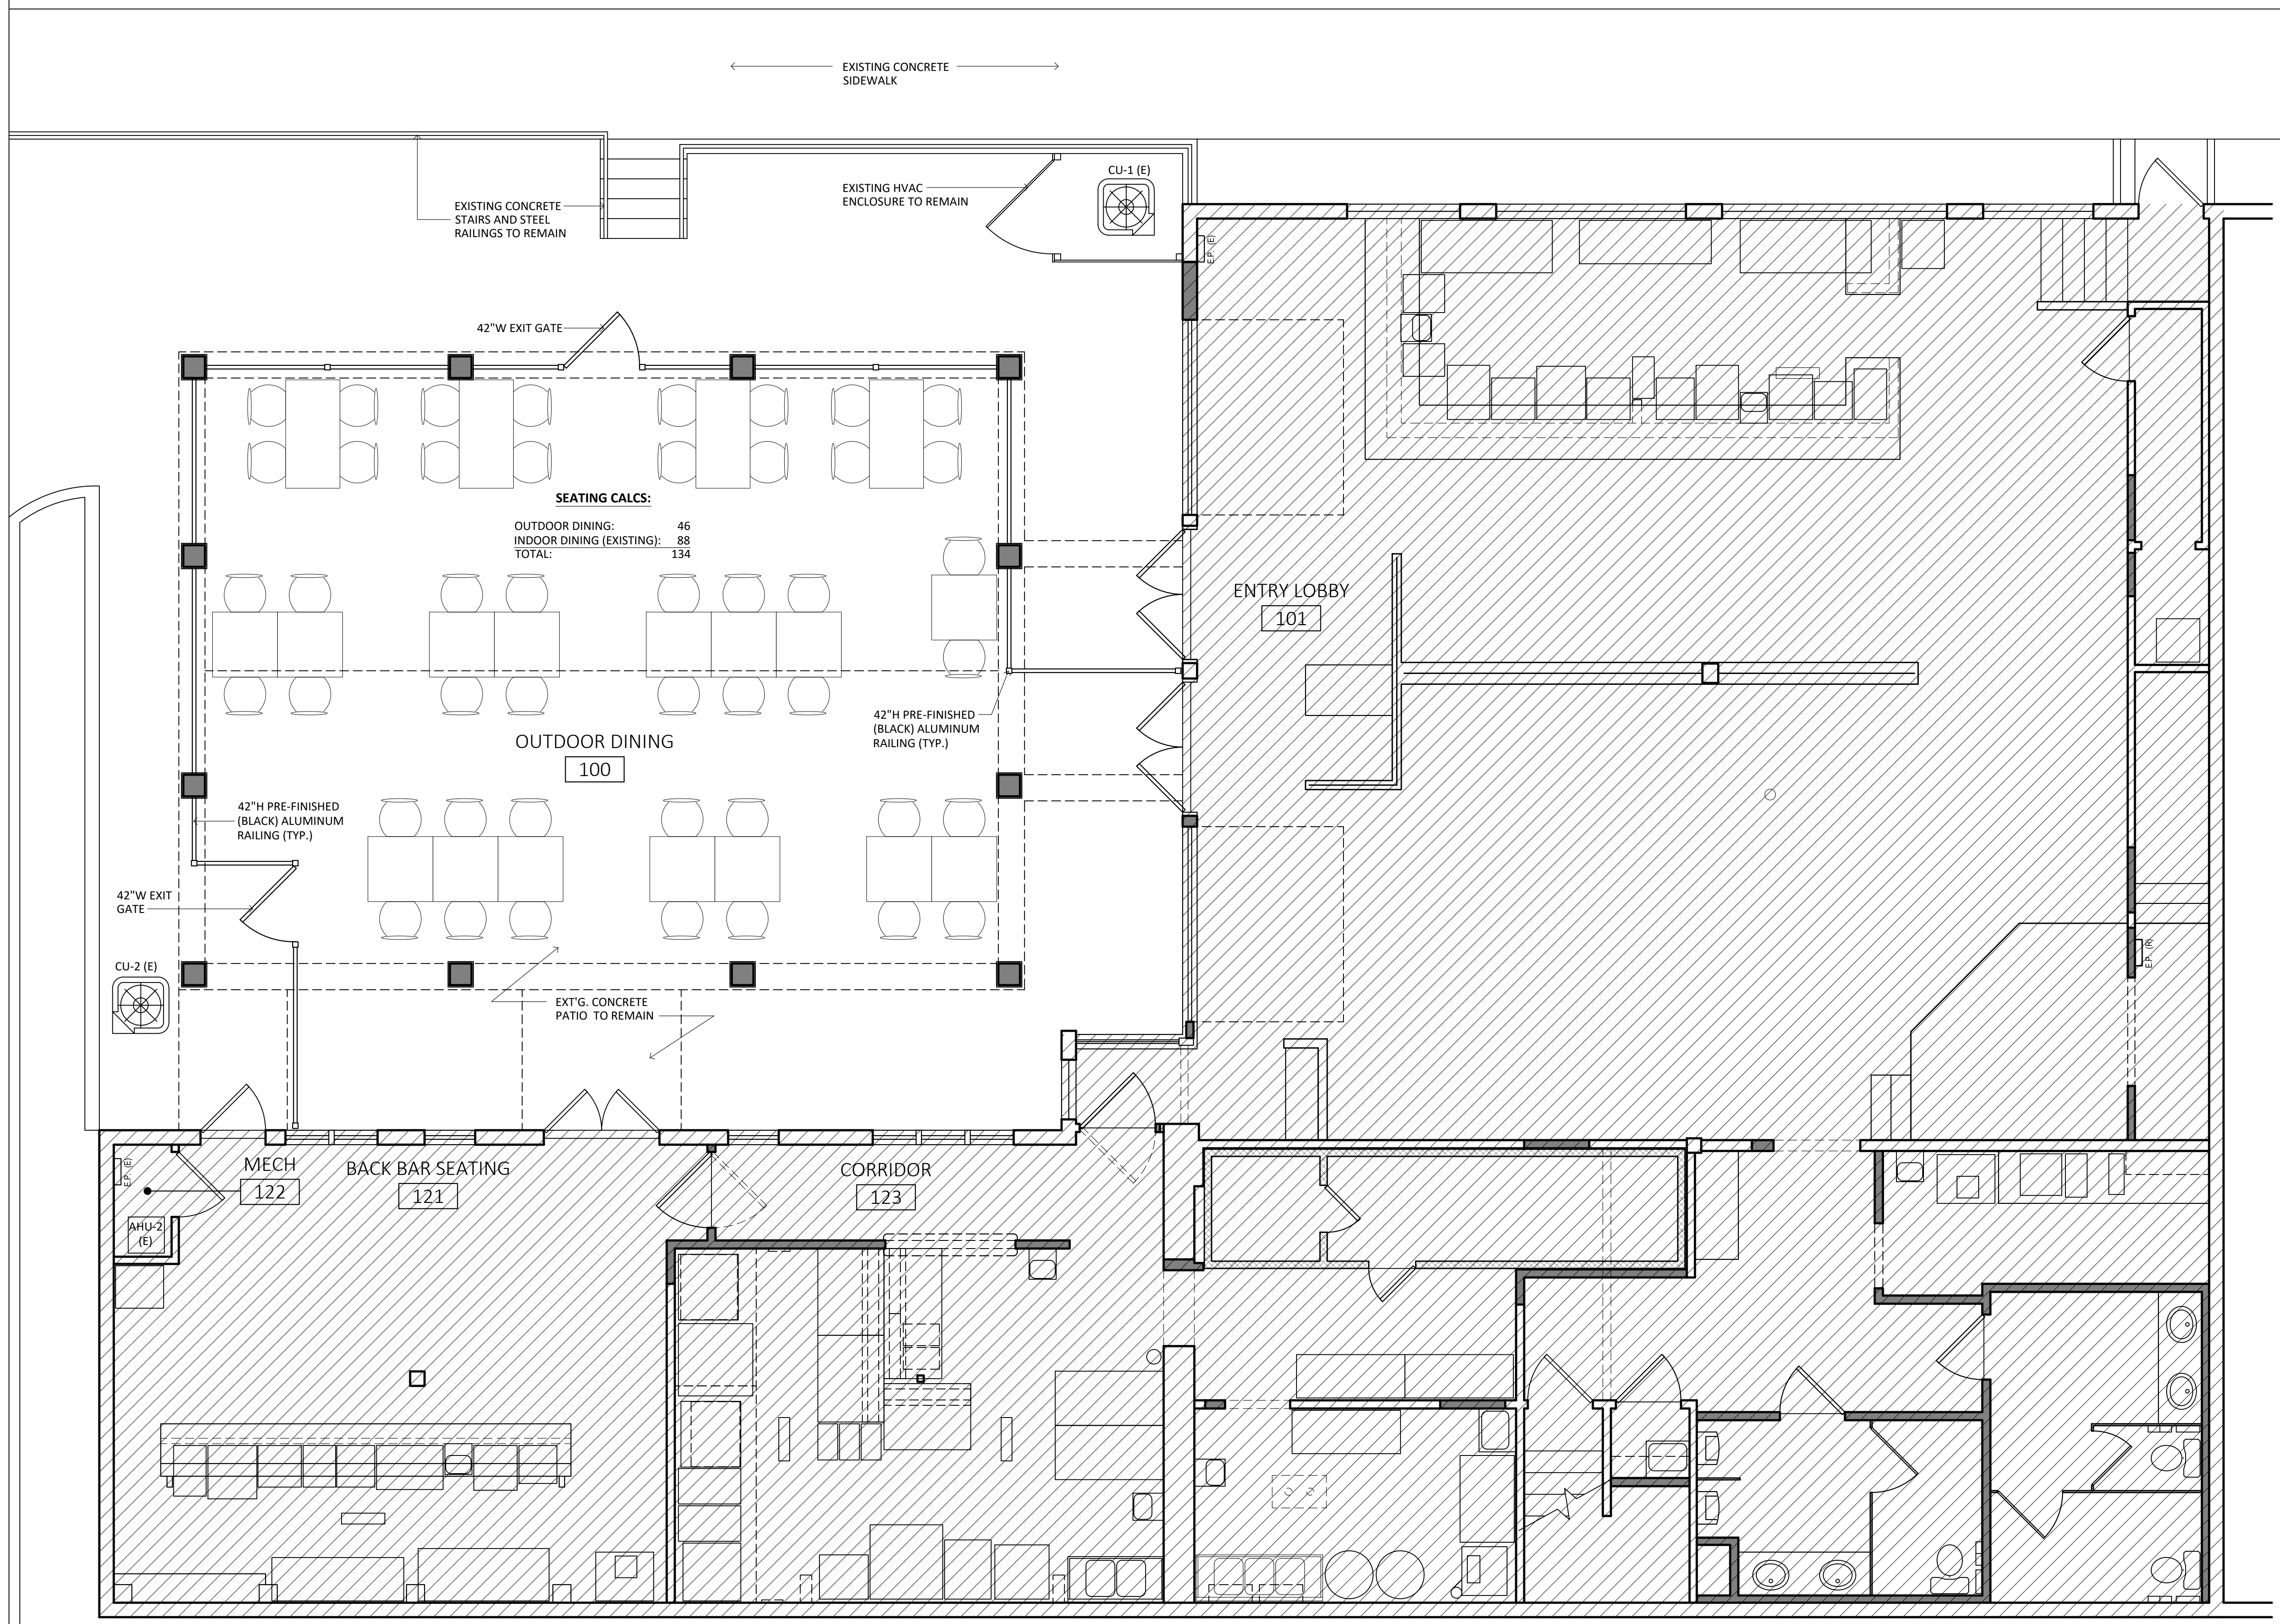 EXISTING CONCRETE
SIDEWALK
CU-1 (E)
EXISTING HVAC
ENCLOSURE TO REMAIN
EXISTING CONCRETE
STAIRS AND STEEL
RAILINGS TO REMAIN
E.P. (E)
42"W EXIT GATE
SEATING CALCS:
OUTDOOR DINING: 46
INDOOR DINING (EXISTING): 88
TOTAL: 134
ENTRY LOBBY
101
42"H PRE-FINISHED
(BLACK) ALUMINUM
RAILING (TYP.)
OUTDOOR DINING
100
42"H PRE-FINISHED
(BLACK) ALUMINUM
RAILING (TYP.)
42"W EXIT
GATE
E.P. (R)
CU-2 (E)
EXT'G. CONCRETE
PATIO TO REMAIN
E.P. (E)
MECH
122
BACK BAR SEATING
121
CORRIDOR
123
AHU-2
(E)